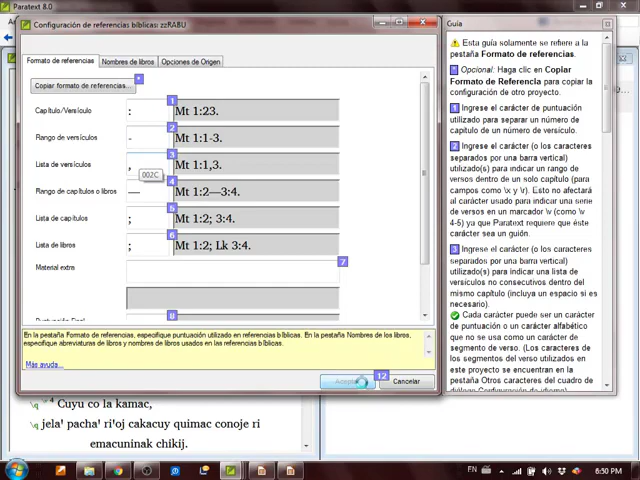 Paratext 8.0
Configuración de referencias bíblicas: zzRABU
Formato de referencias
Nombres de libros
Opciones de Origen
Copiar formato de referencias...
*
Capítulo/Versículo
:
1
Mt 1:23.
Rango de versículos
-
2
Mt 1:1-3.
Lista de versículos
,
3
Mt 1:1,3.
002C
Rango de capítulos o libros
—
4
Mt 1:2—3:4.
Lista de capítulos
;
5
Mt 1:2; 3:4.
Lista de libros
;
6
Mt 1:2; Lk 3:4.
Material extra
7
8
En la pestaña Formato de referencias, especifique puntuación utilizado en referencias bíblicas. En la pestaña Nombres de los libros,
especifique abreviaturas de libros y nombres de libros usados en las referencias bíblicas.
Más ayuda...
Aceptar
12
Cancelar
Guía
Esta guía solamente se refiere a la
pestaña Formato de referencias.
* Opcional: Haga clic en Copiar
Formato de Referencia para copiar la
configuración de otro proyecto.
1 Ingrese el carácter de puntuación
utilizado para separar un número de
capítulo de un número de versículo.
2 Ingrese el carácter (o los caracteres
separados por una barra vertical)
utilizado(s) para indicar un rango de
versos dentro de un solo capítulo (para
campos como \x y \r). Esto no afectará
al carácter usado para indicar una serie
de versos en un marcador \v (como \v
4-5) ya que Paratext requiere que éste
carácter sea un guión.
3 Ingrese el carácter (o los caracteres
separados por una barra vertical)
utilizado(s) para indicar una lista de
versículos no consecutivos dentro del
mismo capítulo (incluya un espacio si es
necesario).
Cada carácter puede ser un carácter
de puntuación o un carácter alfabético
que no se usa como un carácter de
segmento de verso. (Los caracteres de
los segmentos del verso utilizados en
este proyecto se encuentran en la
pestaña Otros caracteres del cuadro de
\q 4 Cuyu co la kamac,
\q jela' pacha' ri'oj cakacuy quimac conoje ri
emacuninak chikij.
EN
6:50 PM